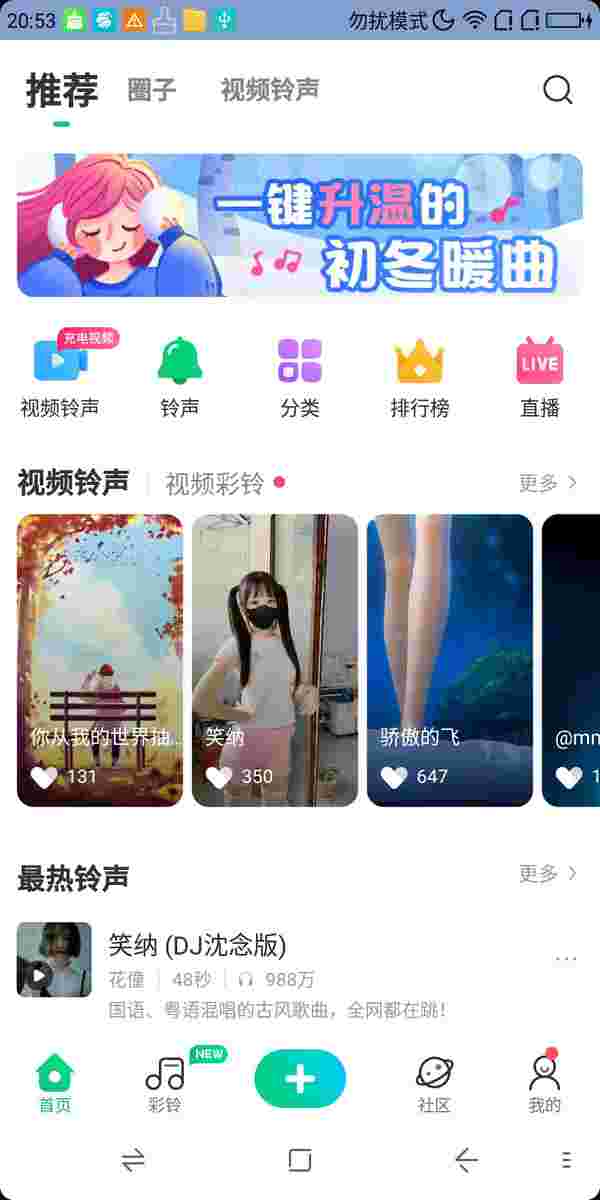 20:53 勿扰模式
推荐 圈子 视频铃声
一键升温的
初冬暖曲
充电视频
LIVE
视频铃声 铃声 分类 排行榜 直播
视频铃声 视频彩铃 更多
你从我的世界抽... 笑纳 骄傲的飞 @mn
131 350 647 1
最热铃声 更多
笑纳 (DJ沈念版)
花僮 48秒 988万
国语、粤语混唱的古风歌曲，全网都在跳！
NEW
首页 彩铃 社区 我的